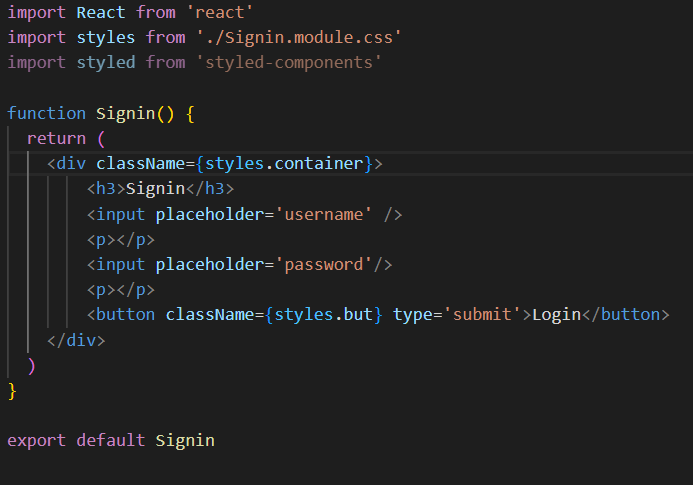 import React from 'react'
import styles from './Signin.module.css'
import styled from 'styled-components'

function Signin() {
  return (
    <div className={styles.container}>
        <h3>Signin</h3>
        <input placeholder='username' />
        <p></p>
        <input placeholder='password'/>
        <p></p>
        <button className={styles.but} type='submit'>Login</button>
    </div>
  )
}

export default Signin